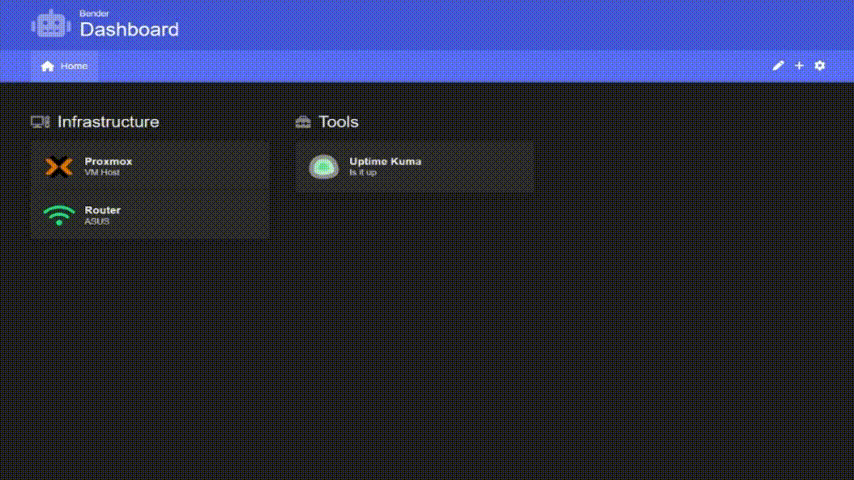 Bender
Dashboard
Home
Infrastructure
Proxmox
VM Host
Router
ASUS
Tools
Uptime Kuma
Is it up